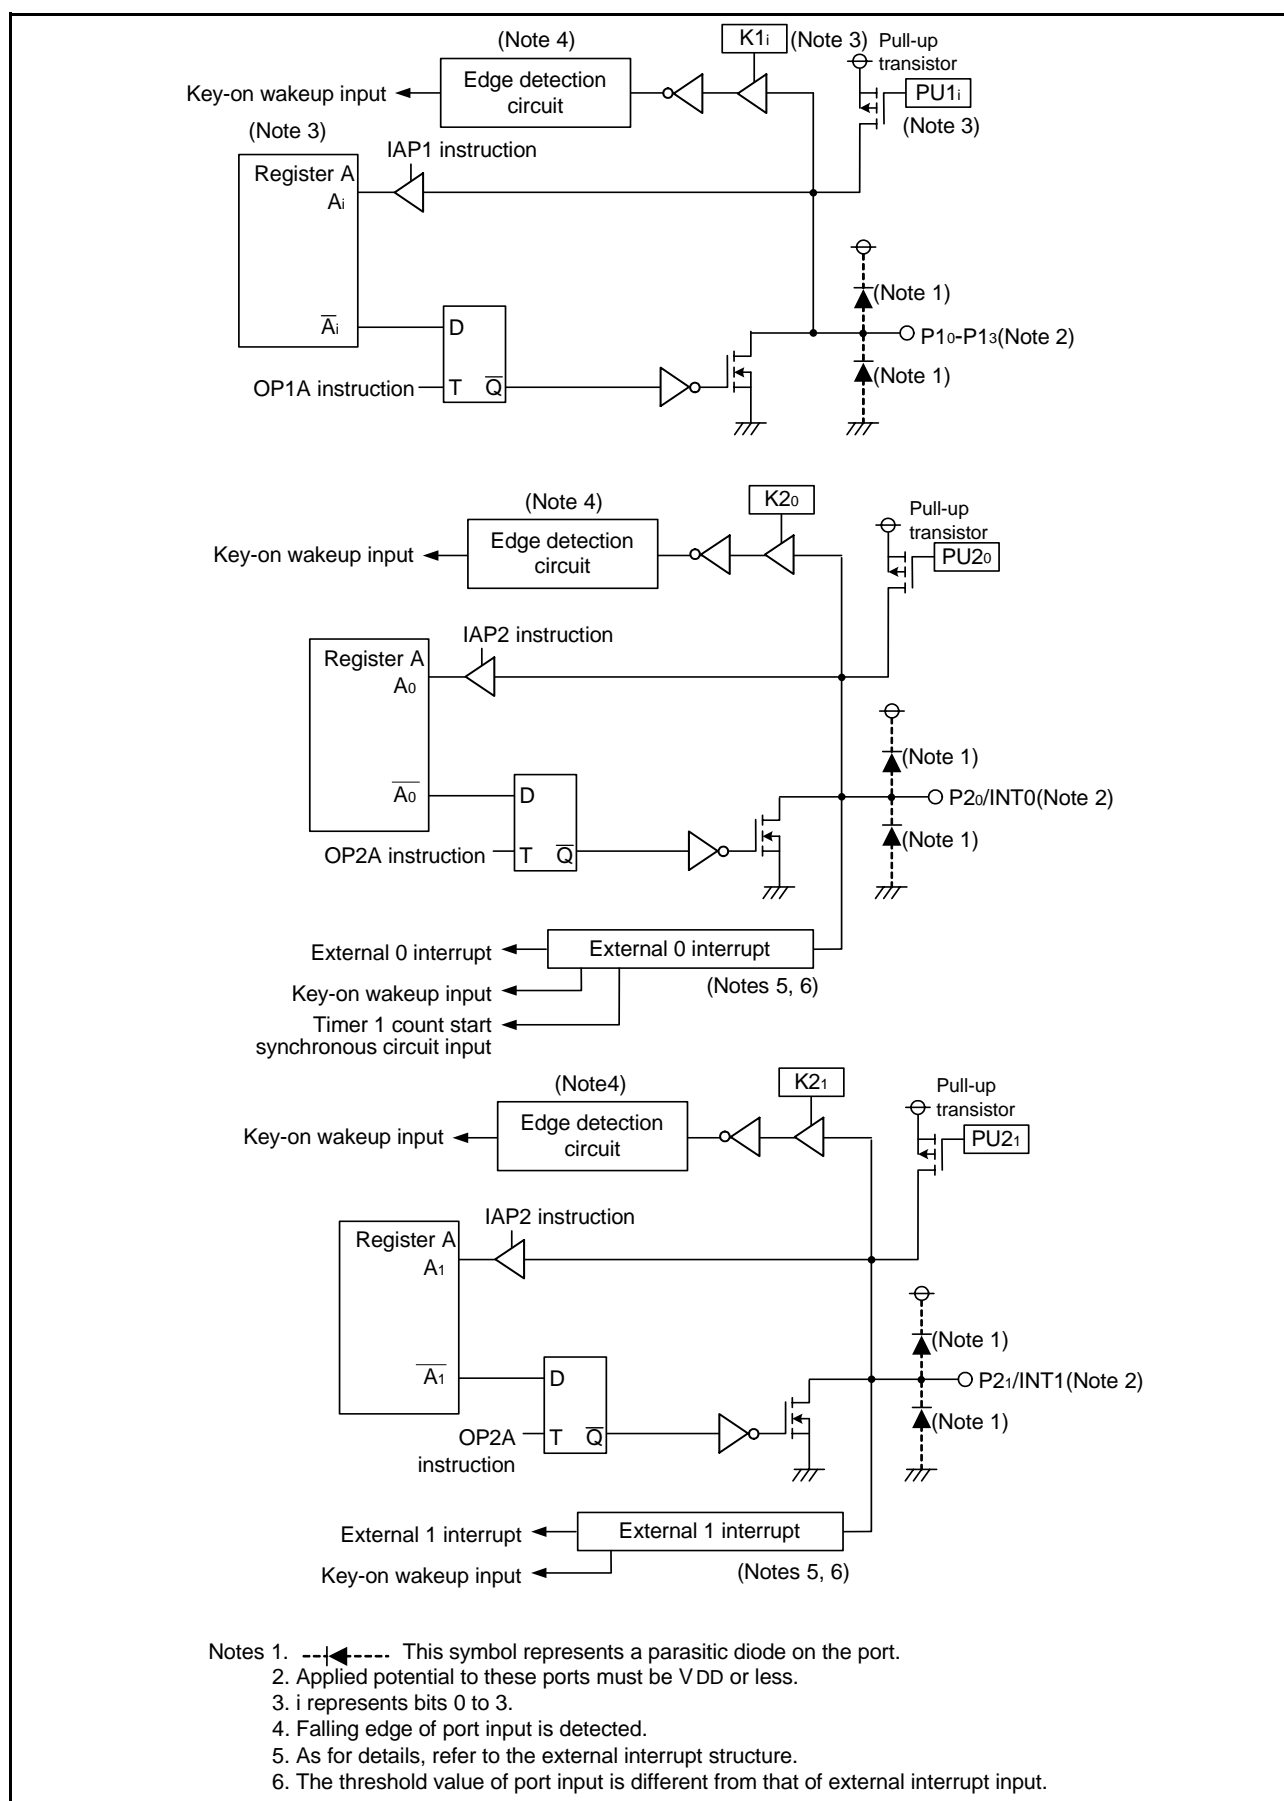 (Note 4)
K1i
(Note 3)
Pull-up
transistor
Key-on wakeup input
Edge detection
circuit
PU1i
(Note 3)
(Note 3)
IAP1 instruction
Register A
Ai
(Note 1)
Ai
D
P10-P13(Note 2)
(Note 1)
OP1A instruction
T
Q
(Note 4)
K20
Pull-up
transistor
Key-on wakeup input
Edge detection
circuit
PU20
IAP2 instruction
Register A
A0
(Note 1)
A0
D
P20/INT0(Note 2)
(Note 1)
OP2A instruction
T
Q
External 0 interrupt
External 0 interrupt
(Notes 5, 6)
Key-on wakeup input
Timer 1 count start
synchronous circuit input
(Note4)
K21
Pull-up
transistor
Key-on wakeup input
Edge detection
circuit
PU21
IAP2 instruction
Register A
A1
(Note 1)
A1
D
P21/INT1(Note 2)
(Note 1)
OP2A
instruction
T
Q
External 1 interrupt
External 1 interrupt
(Notes 5, 6)
Key-on wakeup input
Notes 1. This symbol represents a parasitic diode on the port.
2. Applied potential to these ports must be VDD or less.
3. i represents bits 0 to 3.
4. Falling edge of port input is detected.
5. As for details, refer to the external interrupt structure.
6. The threshold value of port input is different from that of external interrupt input.